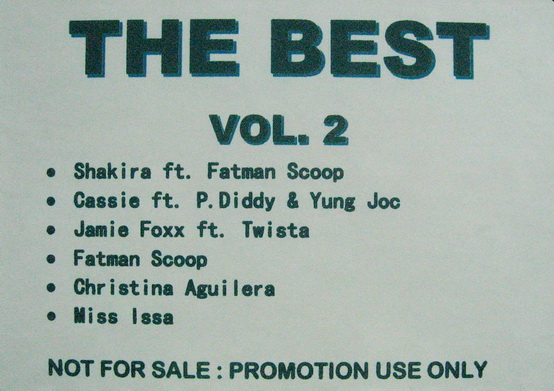 THE BEST
VOL. 2
• Shakira ft. Fatman Scoop
• Cassie ft. P.Diddy & Yung Joc
• Jamie Foxx ft. Twista
• Fatman Scoop
• Christina Aguilera
• Miss Issa
NOT FOR SALE : PROMOTION USE ONLY